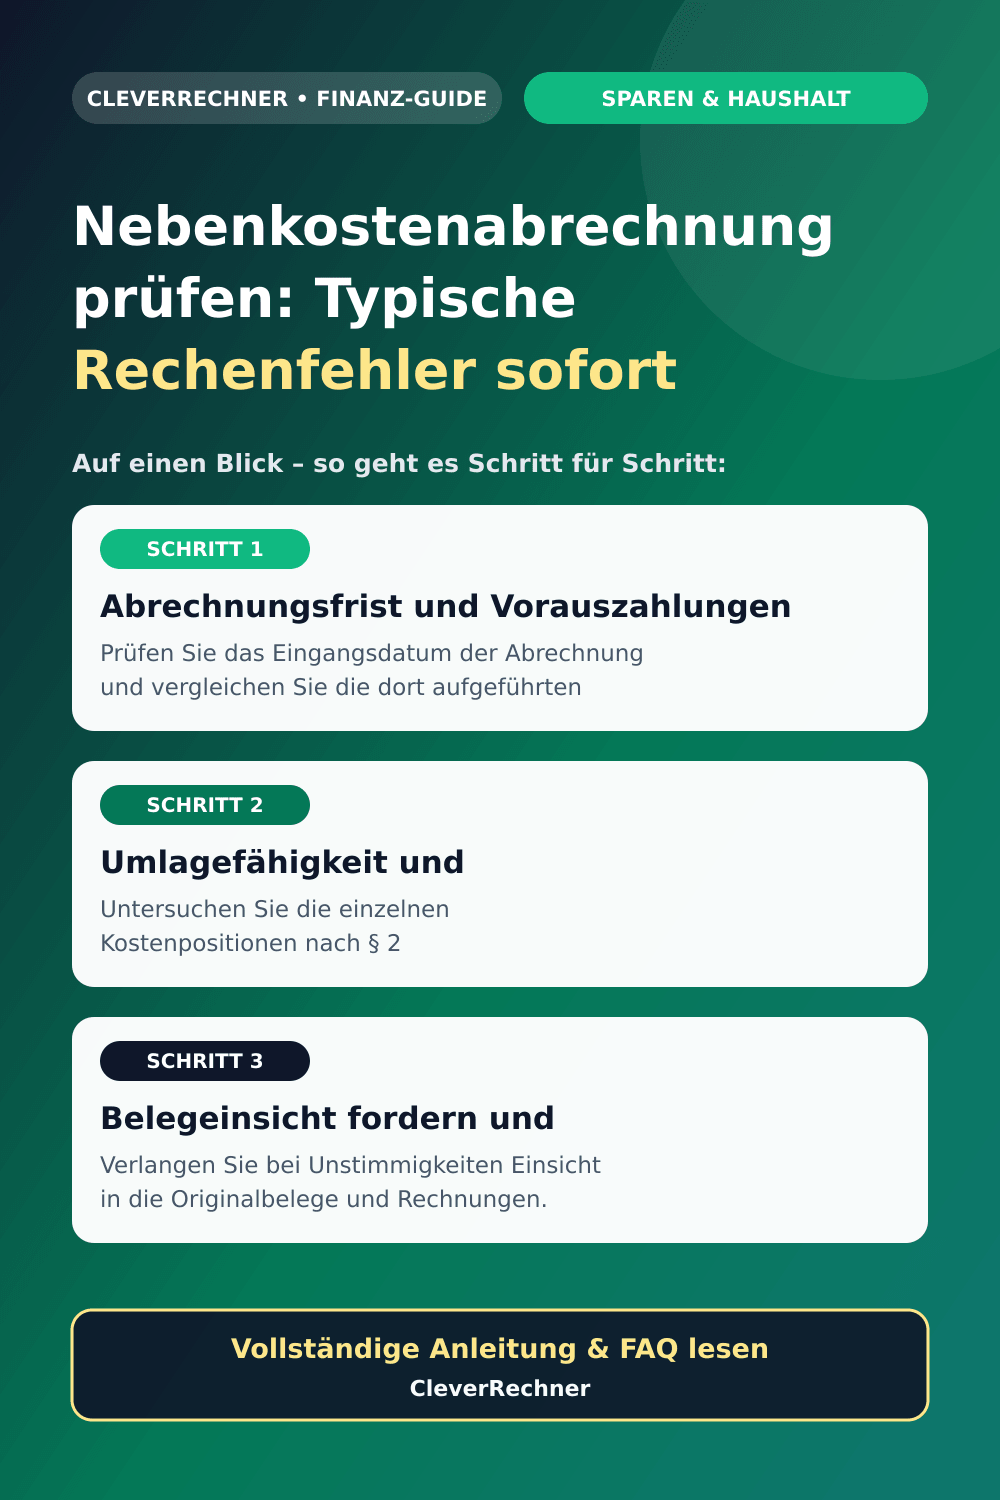 CLEVERRECHNER • FINANZ-GUIDE
SPAREN & HAUSHALT
Nebenkostenabrechnung
prüfen: Typische
Rechenfehler sofort
Auf einen Blick – so geht es Schritt für Schritt:
SCHRITT 1
Abrechnungsfrist und Vorauszahlungen
Prüfen Sie das Eingangsdatum der Abrechnung
und vergleichen Sie die dort aufgeführten
SCHRITT 2
Umlagefähigkeit und
Untersuchen Sie die einzelnen
Kostenpositionen nach § 2
SCHRITT 3
Belegeinsicht fordern und
Verlangen Sie bei Unstimmigkeiten Einsicht
in die Originalbelege und Rechnungen.
Vollständige Anleitung & FAQ lesen
CleverRechner